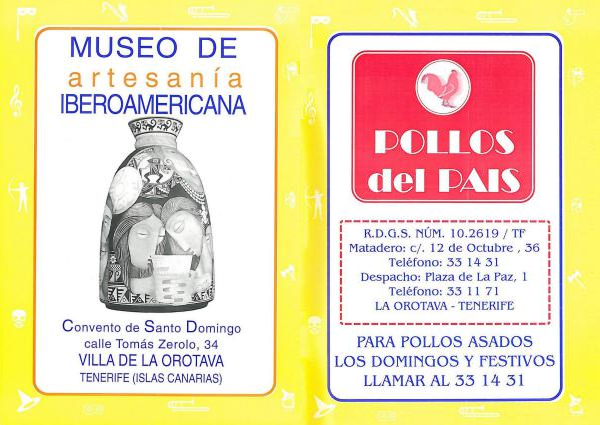 MUSEO DE
artesanía
IBEROAMERICANA
Convento de Santo Domingo
calle Tomás Zerolo, 34
VILLA DE LA OROTAVA
TENERIFE (ISLAS CANARIAS)
POLLOS
del PAIS
R.D.G.S. NÚM. 10.2619 / TF
Matadero: c/. 12 de Octubre , 36
Teléfono: 33 14 31
Despacho: Plaza de La Paz, 1
Teléfono: 33 11 71
LA OROTAVA - TENERIFE
PARA POLLOS ASADOS
LOS DOMINGOS Y FESTIVOS
LLAMAR AL 33 14 31